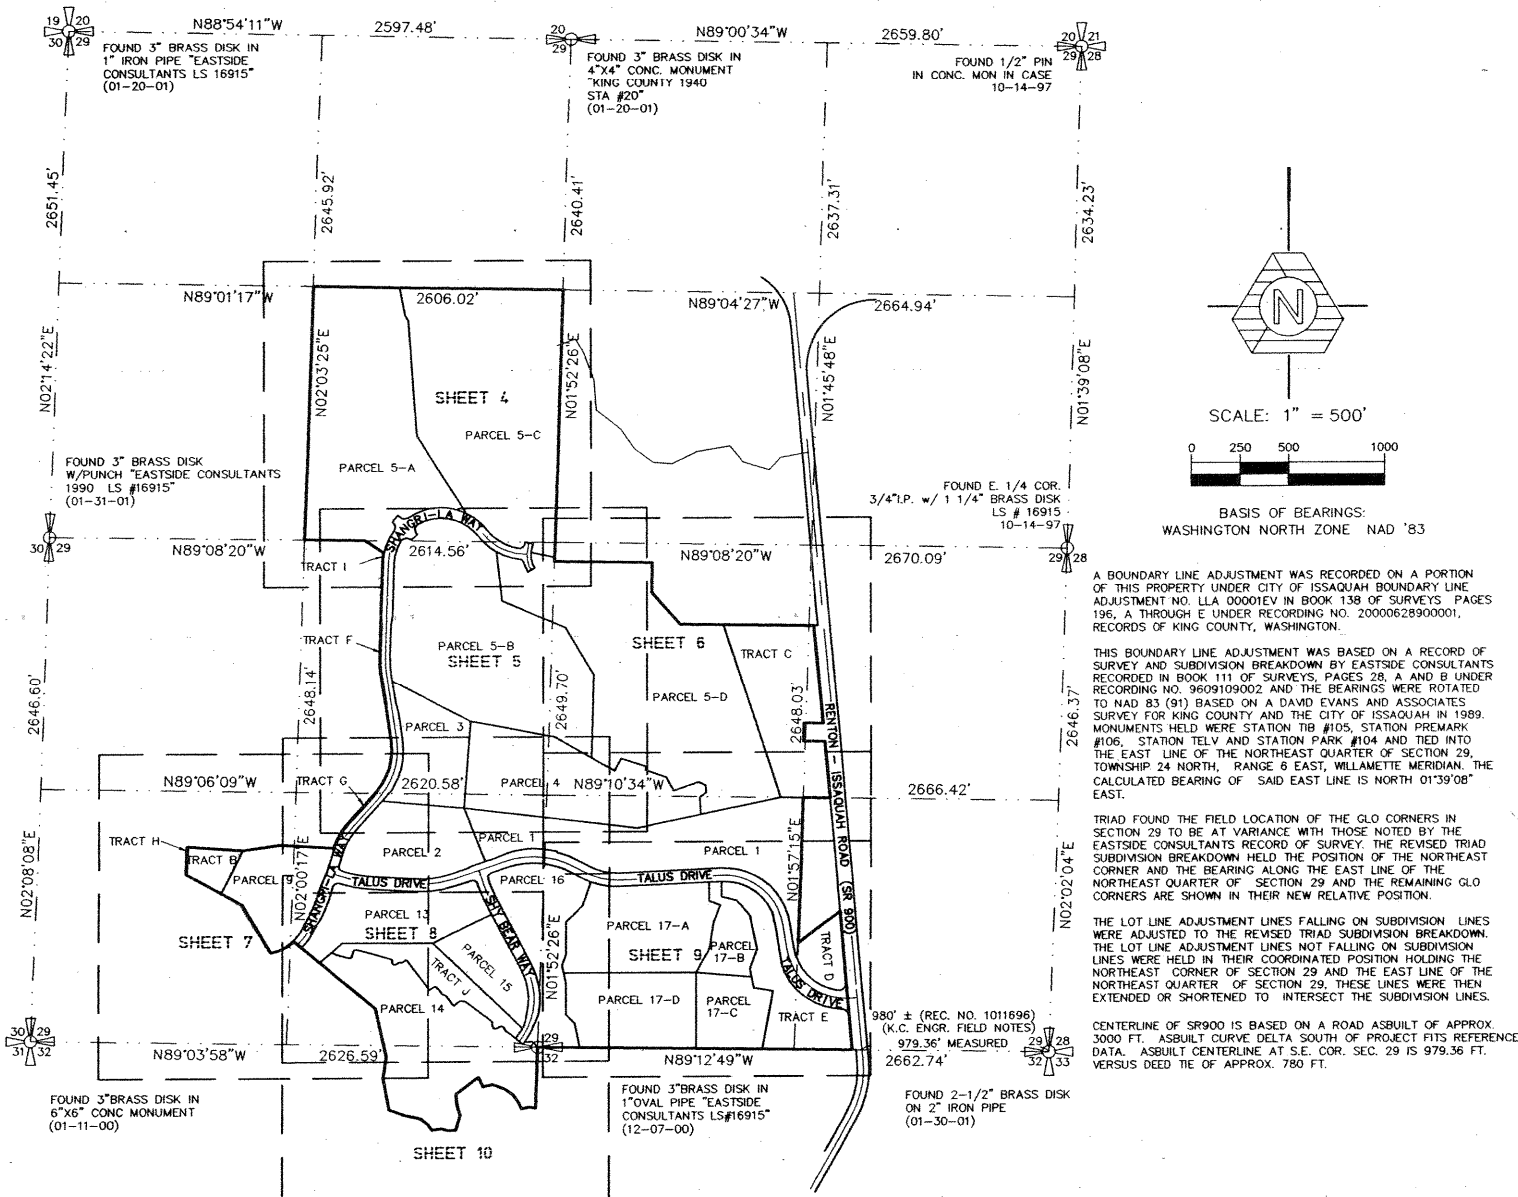 19 20
30 29
N88°54'11"W
2597.48'
20
29
N89°00'34"W
2659.80'
20 21
29 28
FOUND 3" BRASS DISK IN
1" IRON PIPE "EASTSIDE
CONSULTANTS LS 16915"
(01-20-01)
FOUND 3" BRASS DISK IN
4"X4" CONC. MONUMENT
"KING COUNTY 1940
STA #20"
(01-20-01)
FOUND 1/2" PIN
IN CONC. MON IN CASE
10-14-97
2651.45'
2645.92'
2640.41'
2637.31'
2634.23'
N89°01'17"W
2606.02'
N89°04'27"W
2664.94'
N02°14'22"E
N02°03'25"E
N01°52'26"E
N01°45'48"E
N01°39'08"E
SHEET 4
PARCEL 5-C
PARCEL 5-A
N
SCALE: 1" = 500'
0 250 500 1000
BASIS OF BEARINGS:
WASHINGTON NORTH ZONE NAD '83
FOUND 3" BRASS DISK
W/PUNCH "EASTSIDE CONSULTANTS
1990 LS #16915"
(01-31-01)
FOUND E. 1/4 COR.
3/4"I.P. w/ 1 1/4" BRASS DISK
LS # 16915
10-14-97
30 29
N89°08'20"W
SHANGRI-LA WAY
2614.56'
N89°08'20"W
2670.09'
29 28
TRACT I
TRACT F
PARCEL 5-B
SHEET 5
SHEET 6
TRACT C
PARCEL 5-D
2646.60'
2648.14'
2649.70'
2648.03'
2646.37'
PARCEL 3
RENTON - ISSAQUAH ROAD (SR 900)
N89°06'09"W
TRACT G
2620.58'
PARCEL 4
N89°10'34"W
2666.42'
TRACT H
TRACT B
PARCEL 9
PARCEL 2
PARCEL 1
PARCEL 1
N02°08'08"E
N02°00'17"E
SHANGRI-LA WAY
TALUS DRIVE
PARCEL 16
TALUS DRIVE
N01°57'15"E
N02°02'04"E
SHEET 7
PARCEL 13
SHEET 8
SHY BEAR WAY
N01°52'26"E
PARCEL 17-A
SHEET 9
PARCEL
17-B
TRACT D
TALUS DRIVE
TRACT J
PARCEL 15
PARCEL 14
PARCEL 17-D
PARCEL
17-C
TRACT E
980' ± (REC. NO. 1011696)
(K.C. ENGR. FIELD NOTES)
979.36' MEASURED
30 29
31 32
N89°03'58"W
2626.59'
29
32
N89°12'49"W
2662.74'
29 28
32 33
FOUND 3"BRASS DISK IN
6"X6" CONC MONUMENT
(01-11-00)
FOUND 3"BRASS DISK IN
1"OVAL PIPE "EASTSIDE
CONSULTANTS LS#16915"
(12-07-00)
FOUND 2-1/2" BRASS DISK
ON 2" IRON PIPE
(01-30-01)
SHEET 10
A BOUNDARY LINE ADJUSTMENT WAS RECORDED ON A PORTION
OF THIS PROPERTY UNDER CITY OF ISSAQUAH BOUNDARY LINE
ADJUSTMENT NO. LLA 00001EV IN BOOK 138 OF SURVEYS PAGES
196, A THROUGH E UNDER RECORDING NO. 20000628900001,
RECORDS OF KING COUNTY, WASHINGTON.
THIS BOUNDARY LINE ADJUSTMENT WAS BASED ON A RECORD OF
SURVEY AND SUBDIVISION BREAKDOWN BY EASTSIDE CONSULTANTS
RECORDED IN BOOK 111 OF SURVEYS, PAGES 28, A AND B UNDER
RECORDING NO. 9609109002 AND THE BEARINGS WERE ROTATED
TO NAD 83 (91) BASED ON A DAVID EVANS AND ASSOCIATES
SURVEY FOR KING COUNTY AND THE CITY OF ISSAQUAH IN 1989.
MONUMENTS HELD WERE STATION TIB #105, STATION PREMARK
#106, STATION TELV AND STATION PARK #104 AND TIED INTO
THE EAST LINE OF THE NORTHEAST QUARTER OF SECTION 29,
TOWNSHIP 24 NORTH, RANGE 6 EAST, WILLAMETTE MERIDIAN. THE
CALCULATED BEARING OF SAID EAST LINE IS NORTH 01°39'08"
EAST.
TRIAD FOUND THE FIELD LOCATION OF THE GLO CORNERS IN
SECTION 29 TO BE AT VARIANCE WITH THOSE NOTED BY THE
EASTSIDE CONSULTANTS RECORD OF SURVEY. THE REVISED TRIAD
SUBDIVISION BREAKDOWN HELD THE POSITION OF THE NORTHEAST
CORNER AND THE BEARING ALONG THE EAST LINE OF THE
NORTHEAST QUARTER OF SECTION 29 AND THE REMAINING GLO
CORNERS ARE SHOWN IN THEIR NEW RELATIVE POSITION.
THE LOT LINE ADJUSTMENT LINES FALLING ON SUBDIVISION LINES
WERE ADJUSTED TO THE REVISED TRIAD SUBDIVISION BREAKDOWN.
THE LOT LINE ADJUSTMENT LINES NOT FALLING ON SUBDIVISION
LINES WERE HELD IN THEIR COORDINATED POSITION HOLDING THE
NORTHEAST CORNER OF SECTION 29 AND THE EAST LINE OF THE
NORTHEAST QUARTER OF SECTION 29. THESE LINES WERE THEN
EXTENDED OR SHORTENED TO INTERSECT THE SUBDIVISION LINES.
CENTERLINE OF SR900 IS BASED ON A ROAD ASBUILT OF APPROX.
3000 FT. ASBUILT CURVE DELTA SOUTH OF PROJECT FITS REFERENCE
DATA. ASBUILT CENTERLINE AT S.E. COR. SEC. 29 IS 979.36 FT.
VERSUS DEED TIE OF APPROX. 780 FT.